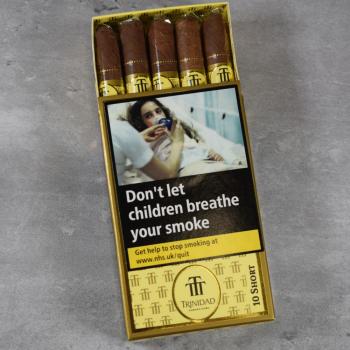 Don't let
children breathe
your smoke
Get help to stop smoking at
www.nhs.uk/quit
TRINIDAD
10 SHORT